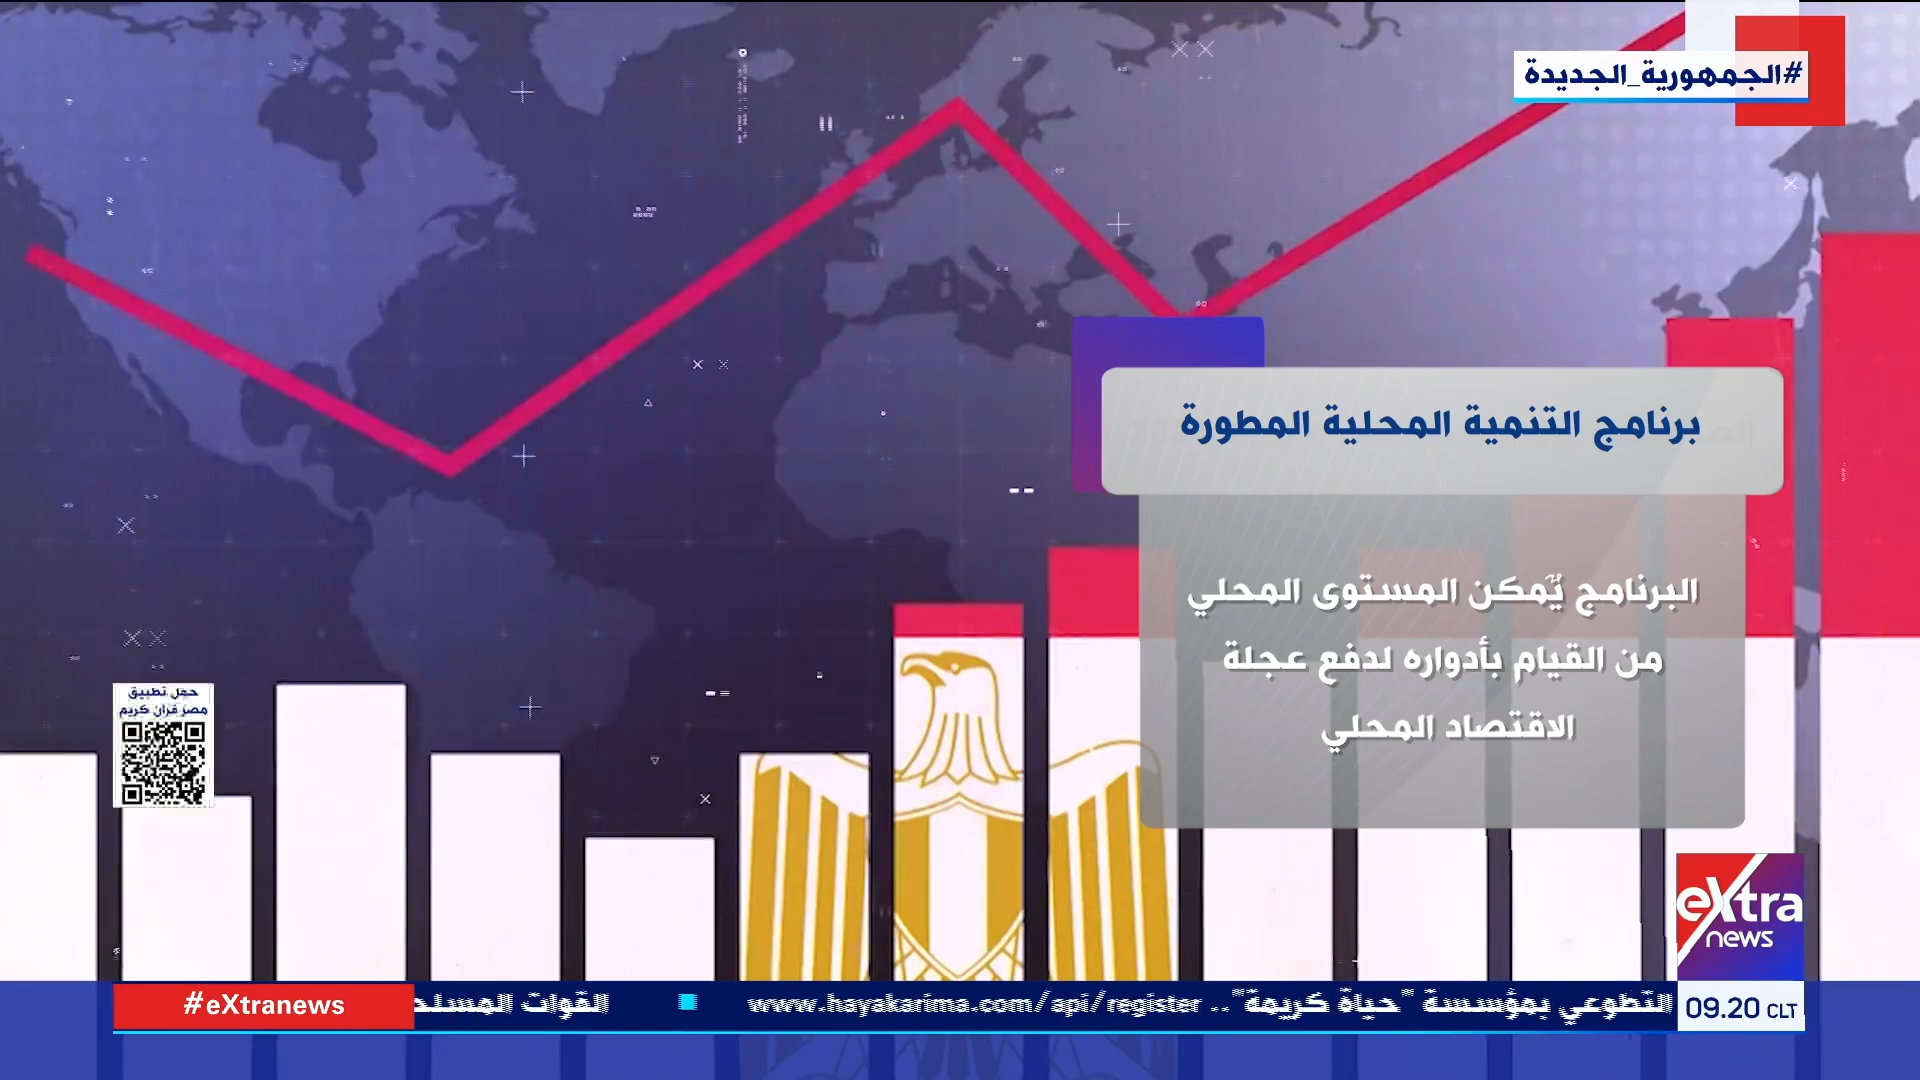 #الجمهورية_الجديدة
برنامج التنمية المحلية المطورة
البرنامج يُمكن المستوى المحلي
من القيام بأدواره لدفع عجلة
الاقتصاد المحلي
حمل تطبيق
مصر قرآن كريم
eXtra
news
التطوعي بمؤسسة "حياة كريمة" .. www.hayakarima.com/api/register
القوات المسلح
#eXtranews
09.20 CLT